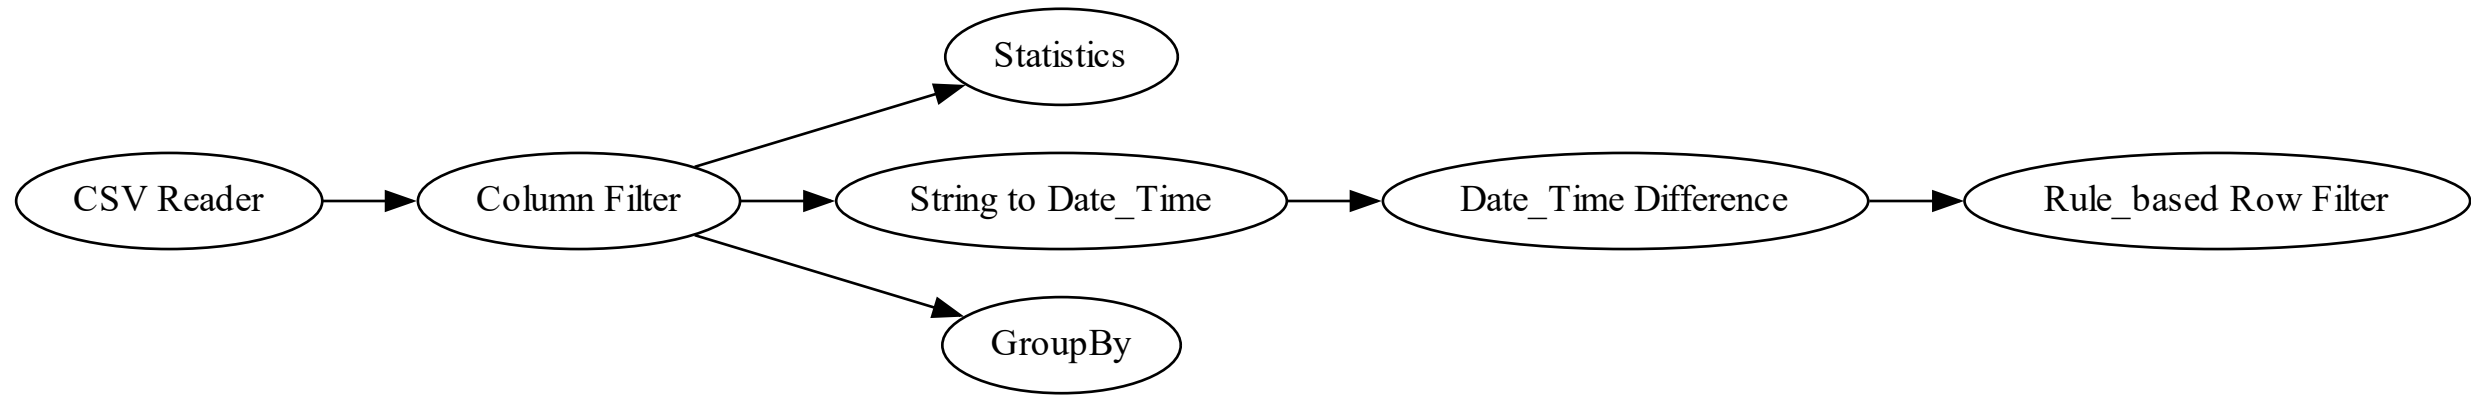 Statistics
CSV Reader
Column Filter
String to Date_Time
Date_Time Difference
Rule_based Row Filter
GroupBy